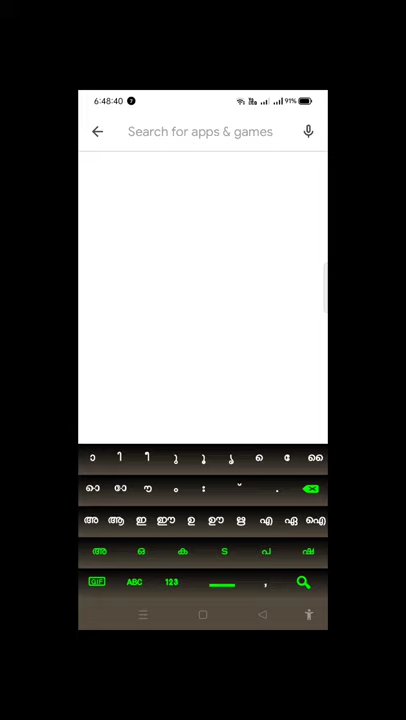 6:48:40 91%
Search for apps & games
ാ ി ീ ു ൂ ൃ െ േ ൈ
ൊ ോ ൗ ം ഃ ് .
അ ആ ഇ ഈ ഉ ഊ ഋ എ ഏ ഐ
അ ഒ ക ട പ ഷ
GIF ABC 123 ,